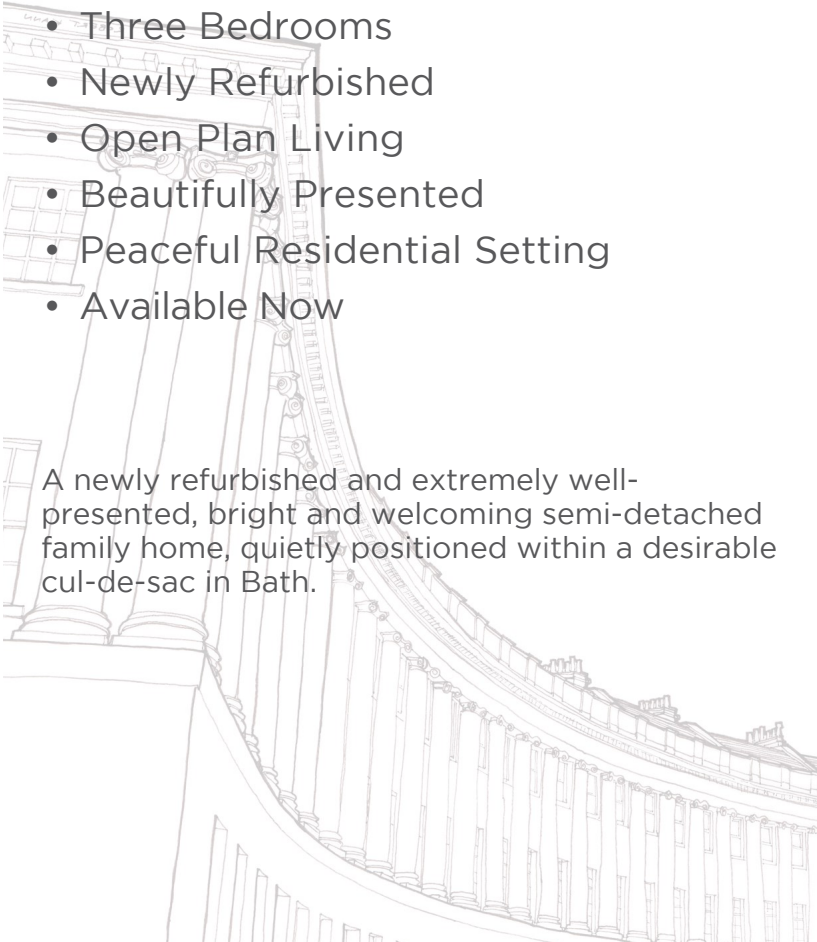 • Three Bedrooms
• Newly Refurbished
• Open Plan Living
• Beautifully Presented
• Peaceful Residential Setting
• Available Now
A newly refurbished and extremely well-
presented, bright and welcoming semi-detached
family home, quietly positioned within a desirable
cul-de-sac in Bath.